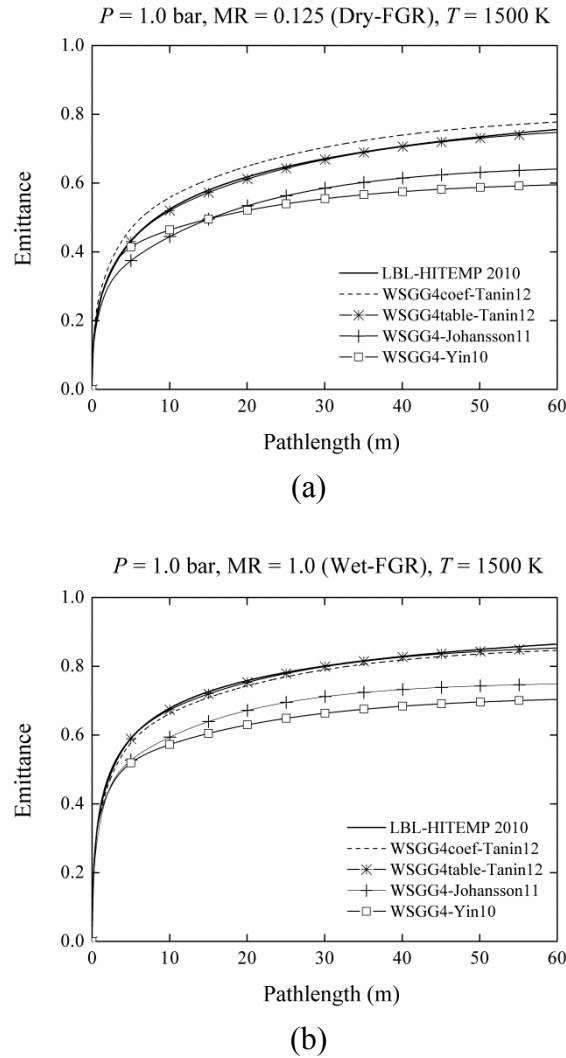 P = 1.0 bar, MR = 0.125 (Dry-FGR), T = 1500 K
1.0
0.8
0.6
0.4
0.2
0.0
Emittance
LBL-HITEMP 2010
WSGG4coef-Tanin12
WSGG4table-Tanin12
WSGG4-Johansson11
WSGG4-Yin10
0 10 20 30 40 50 60
Pathlength (m)
(a)
P = 1.0 bar, MR = 1.0 (Wet-FGR), T = 1500 K
1.0
0.8
0.6
0.4
0.2
0.0
Emittance
LBL-HITEMP 2010
WSGG4coef-Tanin12
WSGG4table-Tanin12
WSGG4-Johansson11
WSGG4-Yin10
0 10 20 30 40 50 60
Pathlength (m)
(b)